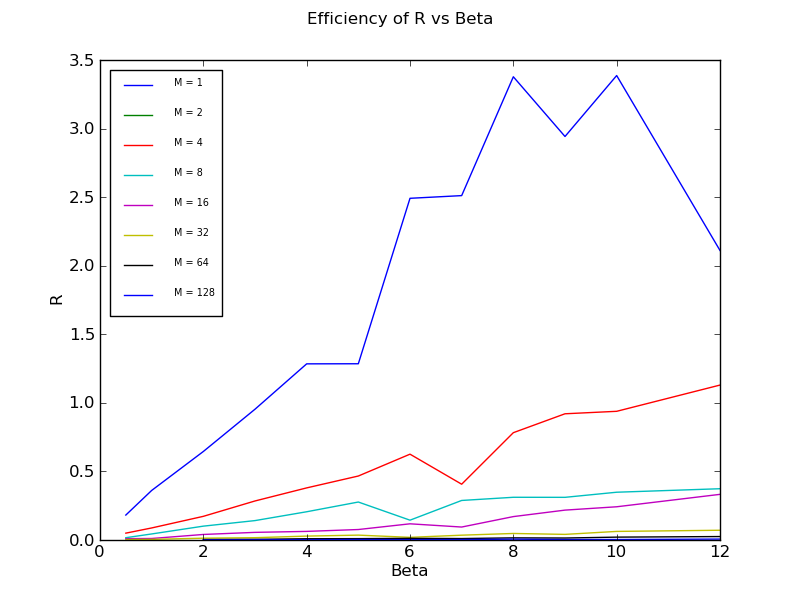 Efficiency of R vs Beta
3.5
3.0
2.5
2.0
1.5
1.0
0.5
0.0
R
M = 1
M = 2
M = 4
M = 8
M = 16
M = 32
M = 64
M = 128
0 2 4 6 8 10 12
Beta